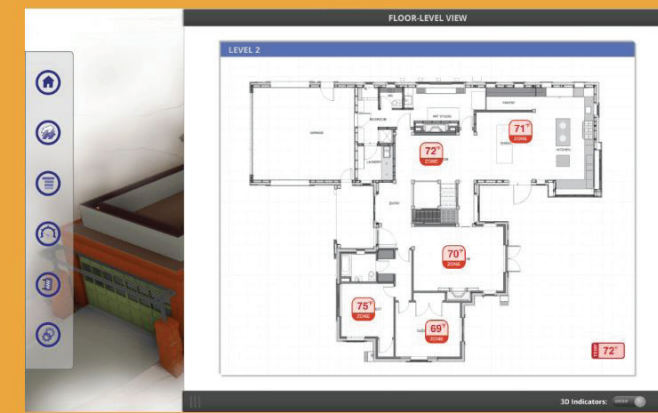 FLOOR-LEVEL VIEW
LEVEL 2
PANTRY
GARAGE
71°
ZONE
KITCHEN
72°
ZONE
LAUNDRY
ENTRY
70°
ZONE
75°
ZONE
69°
ZONE
72°
3D Indicators: